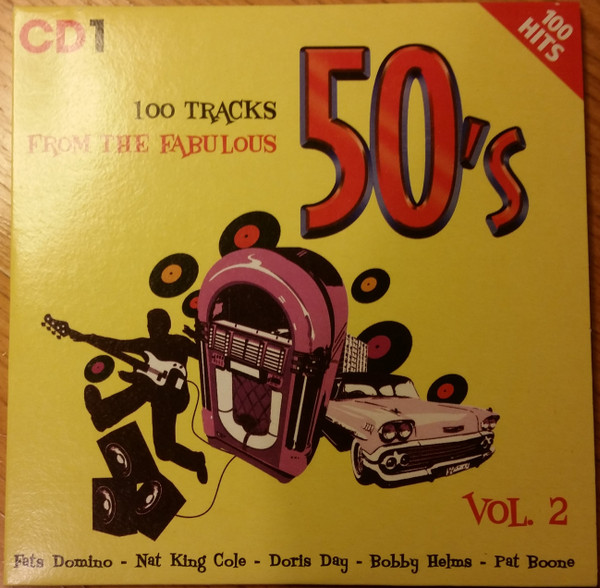 CD1
100 HITS
100 TRACKS
FROM THE FABULOUS
50's
VOL. 2
Fats Domino - Nat King Cole - Doris Day - Bobby Helms - Pat Boone